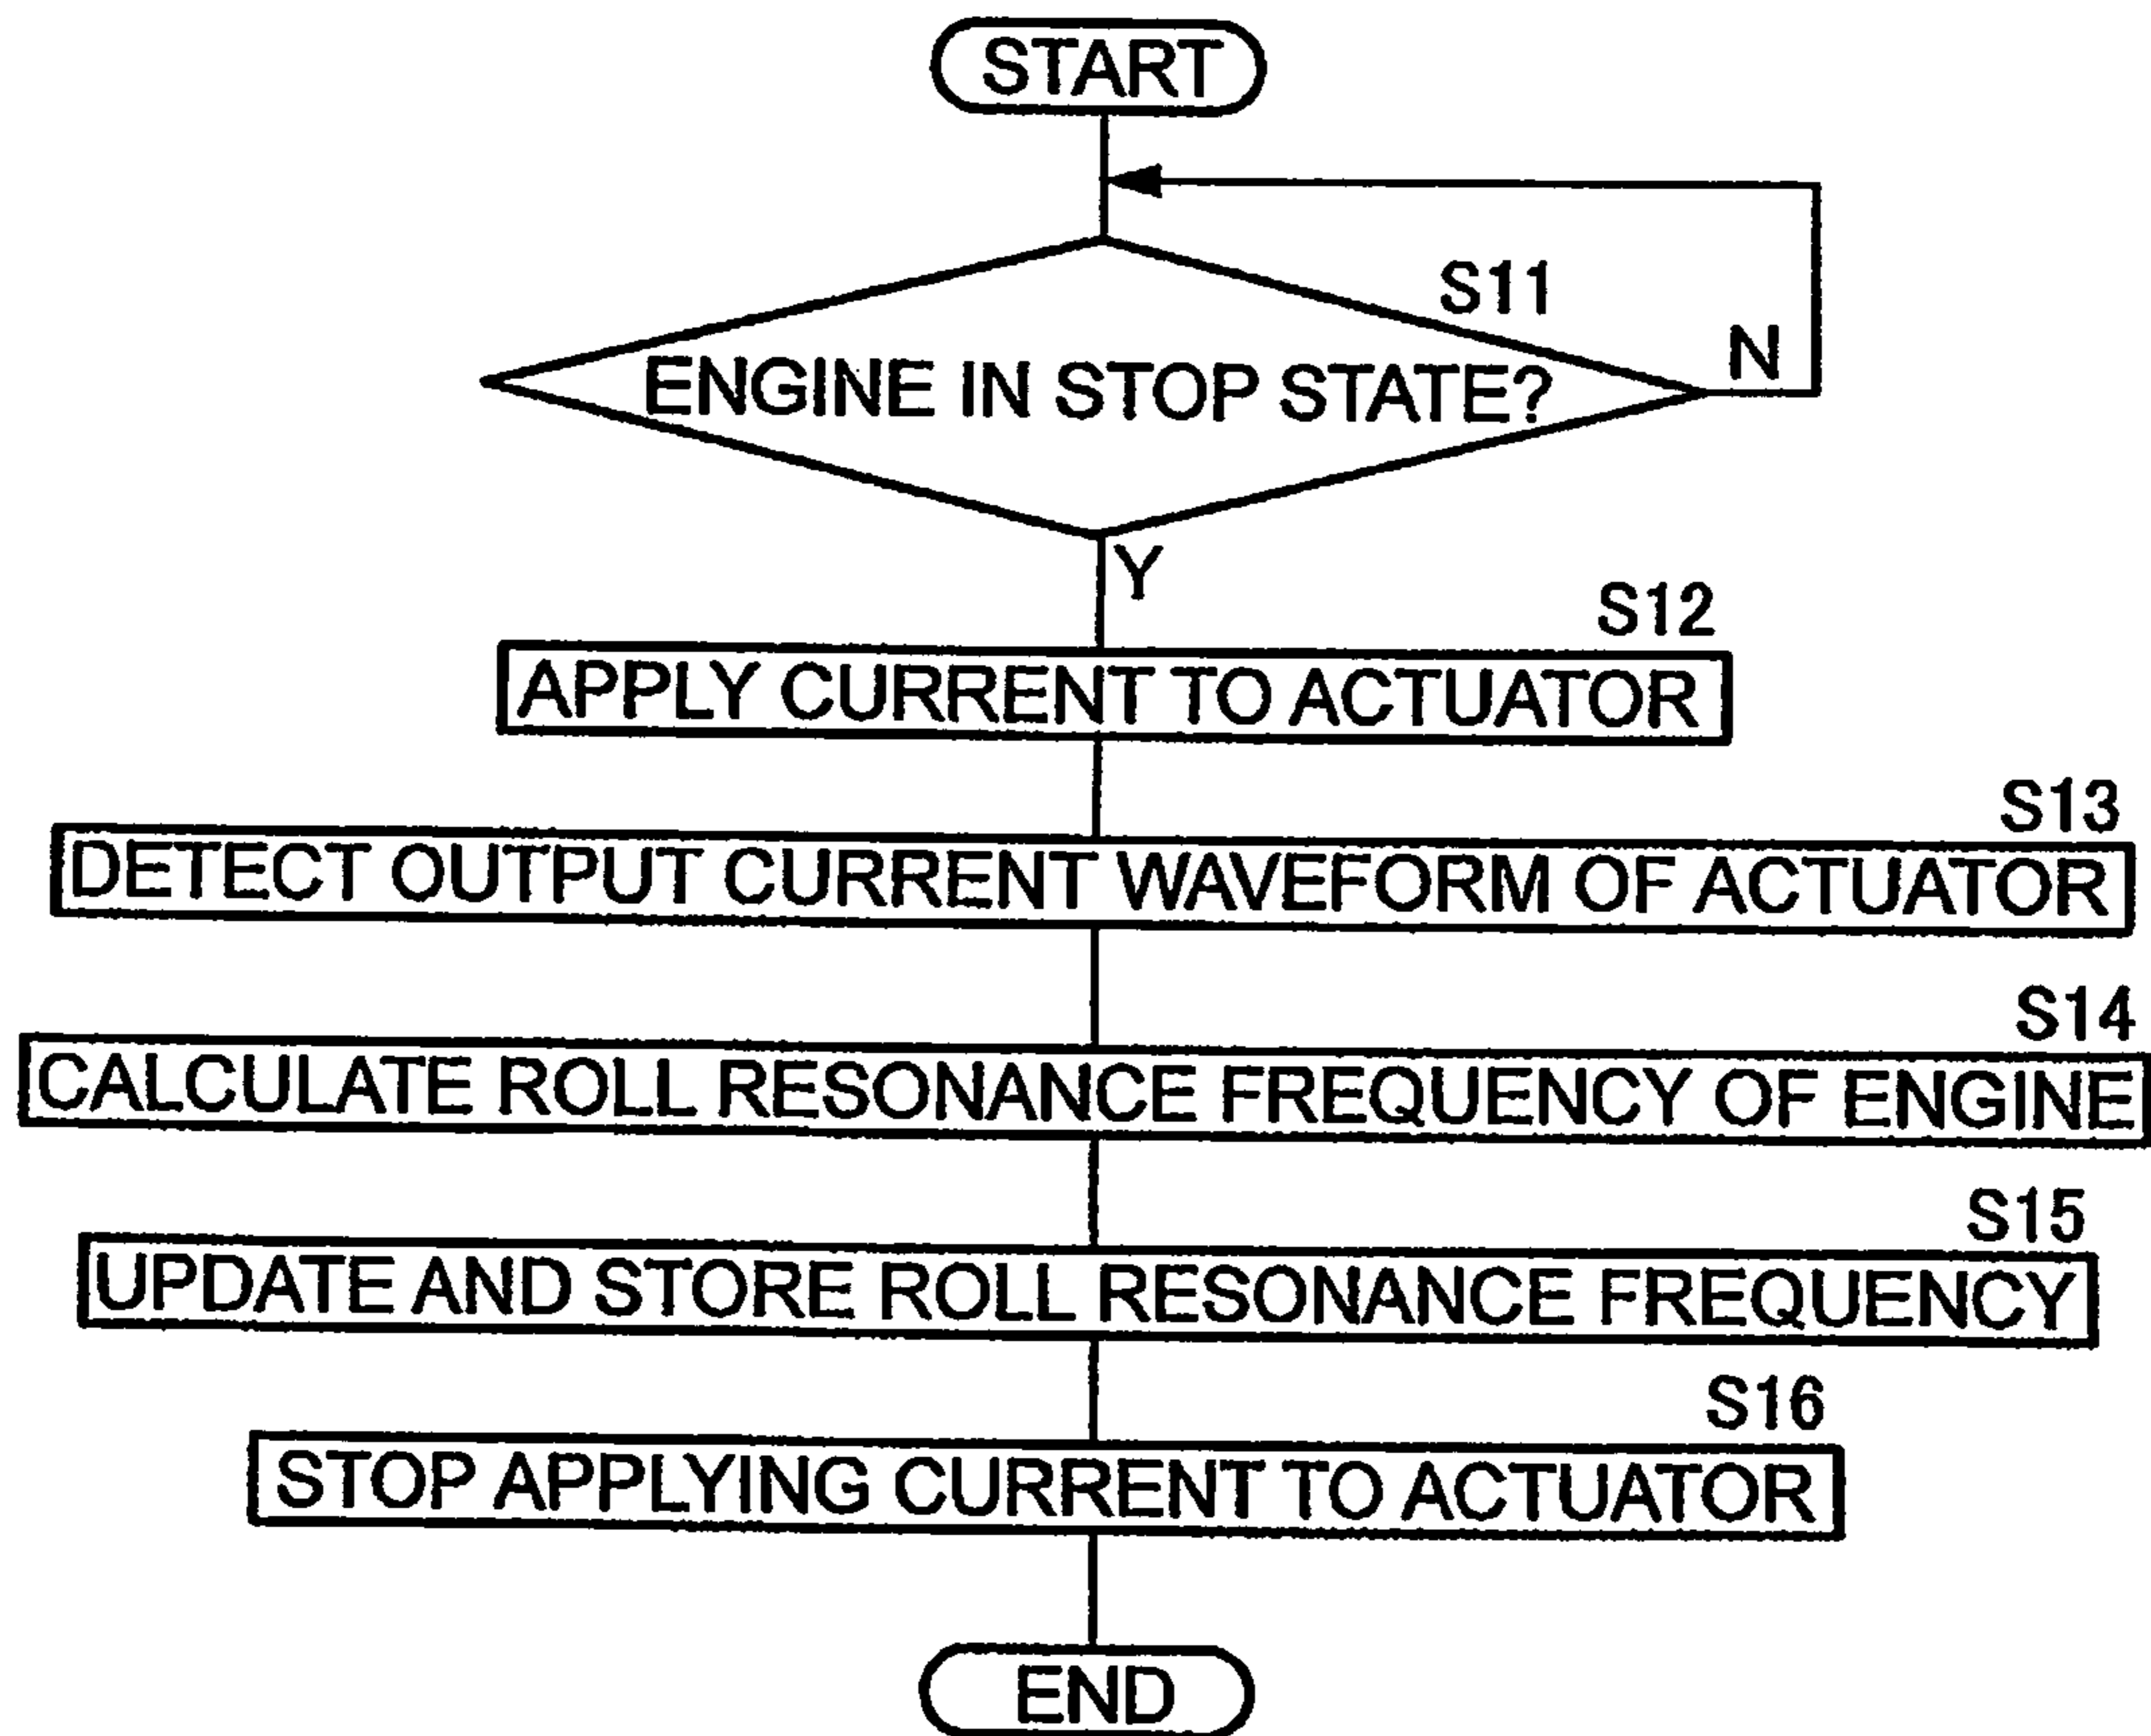 START
S11
ENGINE IN STOP STATE?
N
Y
S12
APPLY CURRENT TO ACTUATOR
S13
DETECT OUTPUT CURRENT WAVEFORM OF ACTUATOR
S14
CALCULATE ROLL RESONANCE FREQUENCY OF ENGINE
S15
UPDATE AND STORE ROLL RESONANCE FREQUENCY
S16
STOP APPLYING CURRENT TO ACTUATOR
END